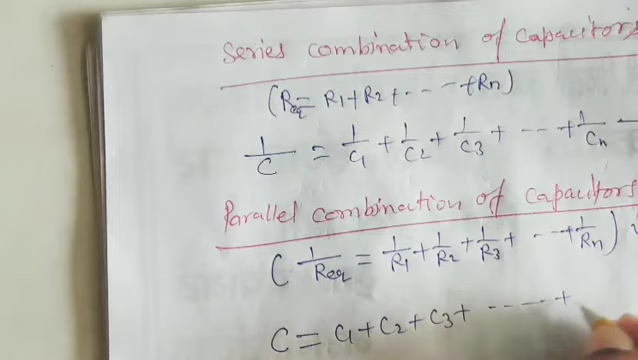 Series combination of capacitors
(Req = R1+R2+----+Rn)
1/C = 1/C1 + 1/C2 + 1/C3 + --+ 1/Cn
Parallel combination of capacitors
( 1/Req = 1/R1 + 1/R2 + 1/R3 + --+ 1/Rn)
C = C1+C2+C3+ -----+